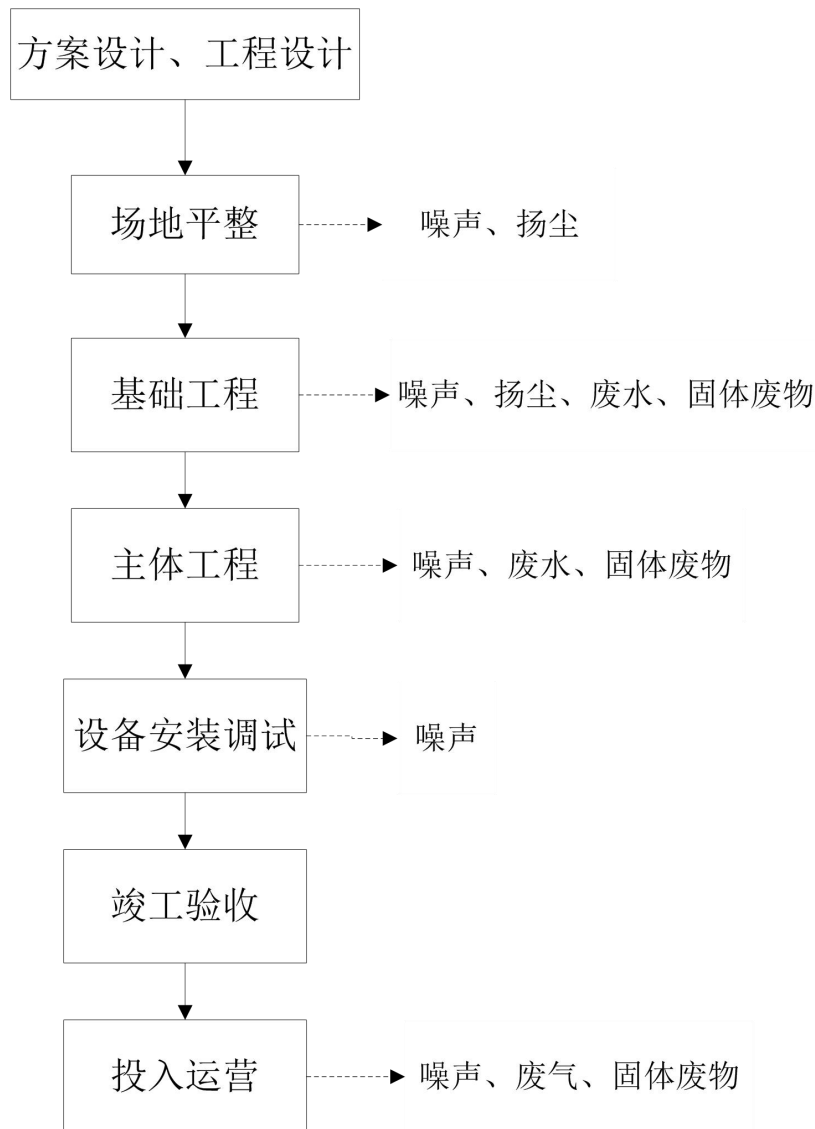 方案设计、工程设计
场地平整
噪声、扬尘
基础工程
噪声、扬尘、废水、固体废物
主体工程
噪声、废水、固体废物
设备安装调试
噪声
竣工验收
投入运营
噪声、废气、固体废物